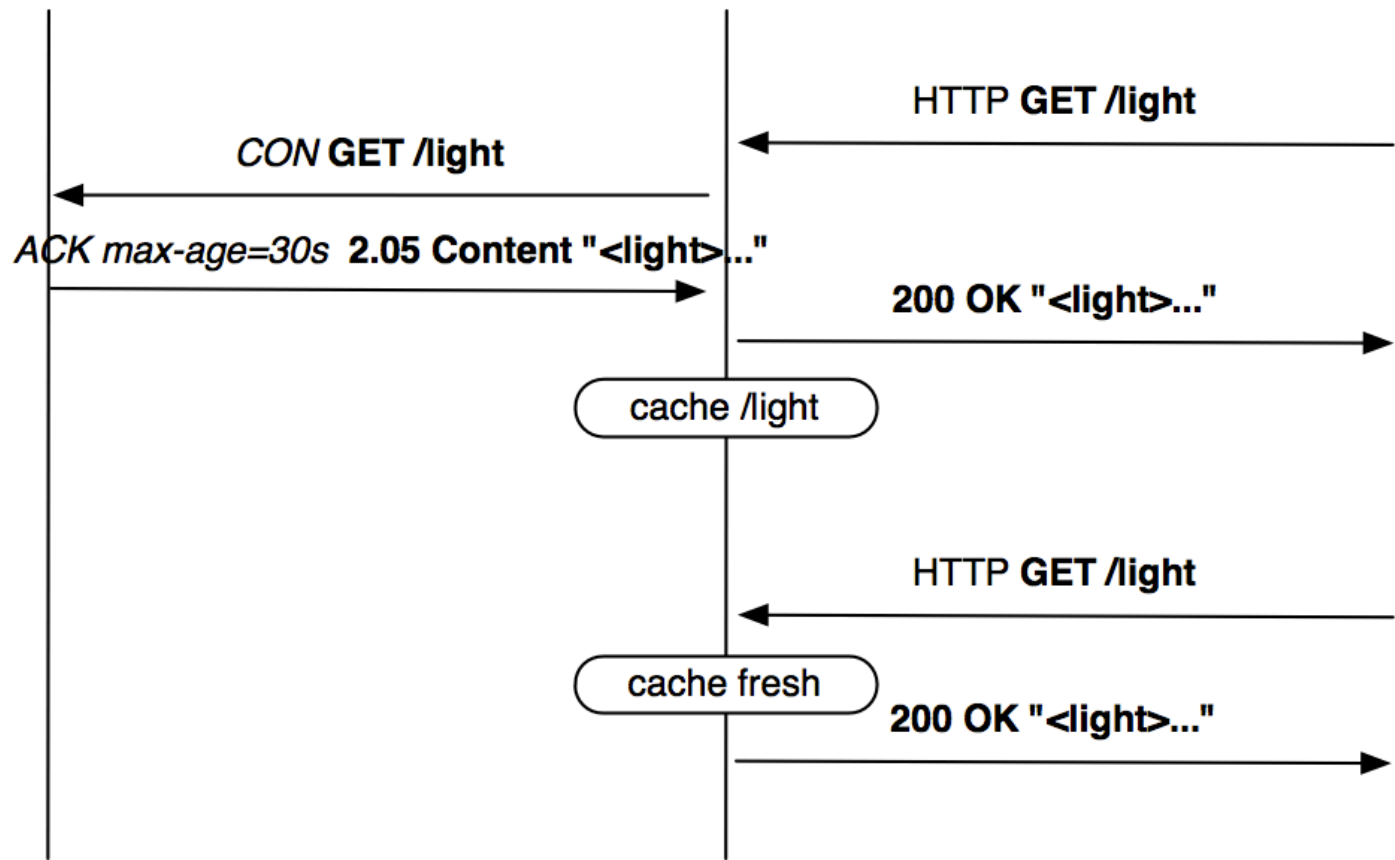 HTTP GET /light
CON GET /light
ACK max-age=30s 2.05 Content "<light>..."
200 OK "<light>..."
cache /light
HTTP GET /light
cache fresh
200 OK "<light>..."